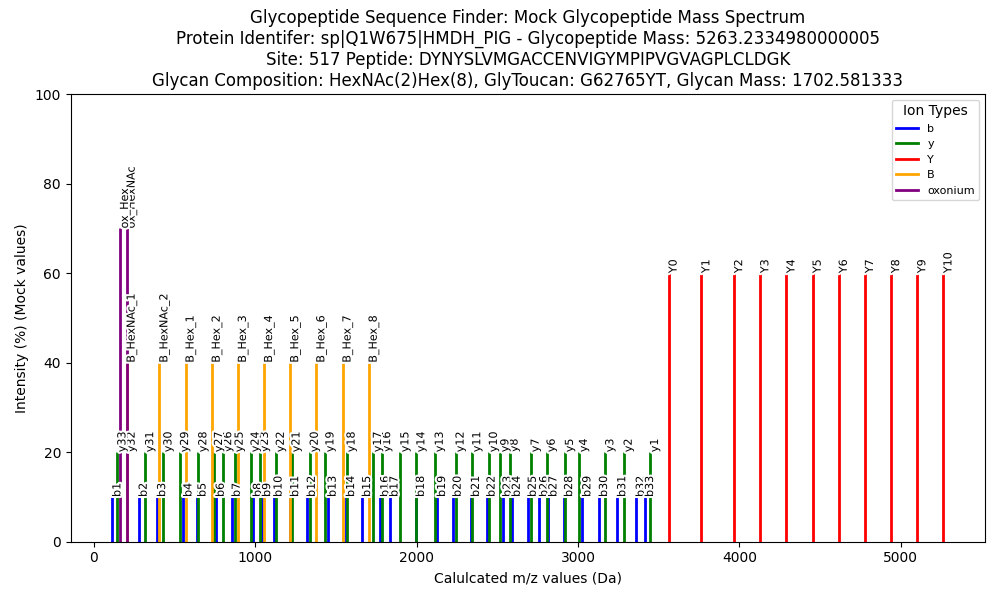 Glycopeptide Sequence Finder: Mock Glycopeptide Mass Spectrum
Protein Identifer: sp|Q1W675|HMDH_PIG - Glycopeptide Mass: 5263.2334980000005
Site: 517 Peptide: DYNYSLVMGACCENVIGYMPIPVGVAGPLCLDGK
Glycan Composition: HexNAc(2)Hex(8), GlyToucan: G62765YT, Glycan Mass: 1702.581333
Intensity (%) (Mock values)
100
80
60
40
20
0
Ion Types
b
y
Y
B
oxonium
ox_Hex
ox_HexNAc
Y0 Y1 Y2 Y3 Y4 Y5 Y6 Y7 Y8 Y9 Y10
B_HexNAc_1 B_HexNAc_2 B_Hex_1 B_Hex_2 B_Hex_3 B_Hex_4 B_Hex_5 B_Hex_6 B_Hex_7 B_Hex_8
y33 y32 y31 y30 y29 y28 y27 y26 y25 y24 y23 y22 y21 y20 y19 y18 y17 y16 y15 y14 y13 y12 y11 y10 y9 y8 y7 y6 y5 y4 y3 y2 y1
b1 b2 b3 b4 b5 b6 b7 b8 b9 b10 b11 b12 b13 b14 b15 b16 b17 b18 b19 b20 b21 b22 b23 b24 b25 b26 b27 b28 b29 b30 b31 b32 b33
0 1000 2000 3000 4000 5000
Calulcated m/z values (Da)